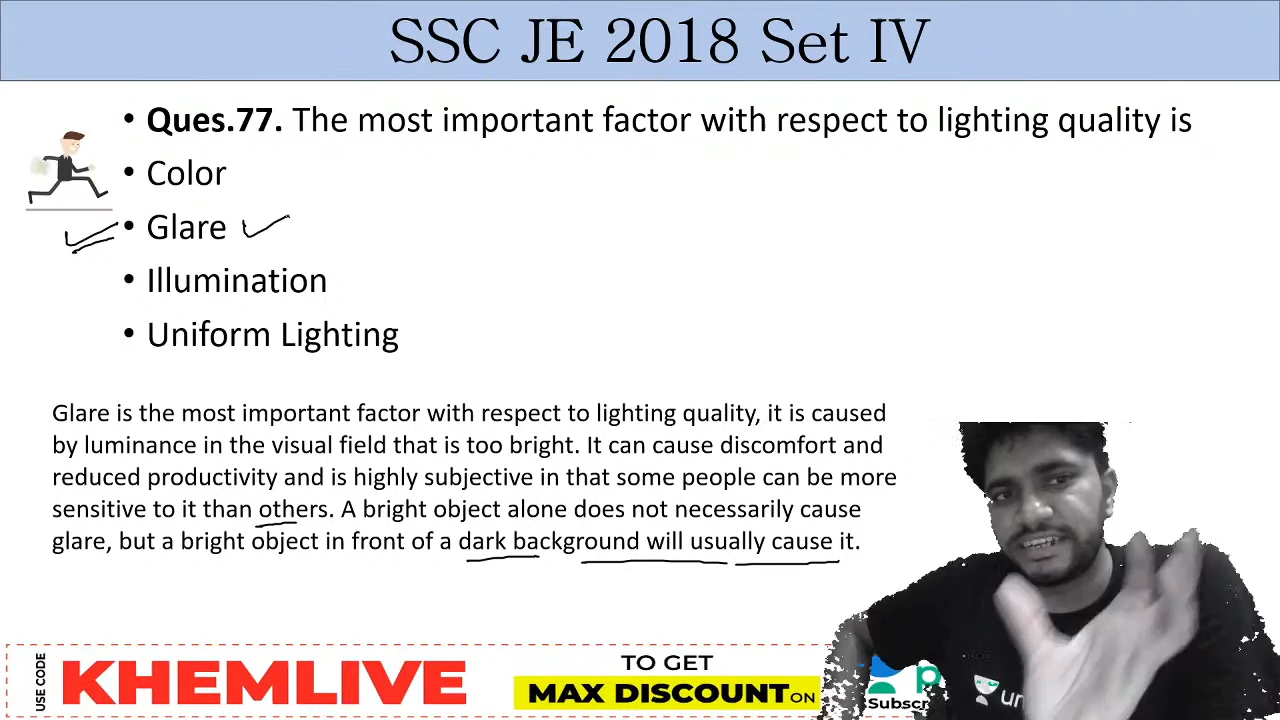 SSC JE 2018 Set IV
• Ques.77. The most important factor with respect to lighting quality is
• Color
• Glare
• Illumination
• Uniform Lighting
Glare is the most important factor with respect to lighting quality, it is caused
by luminance in the visual field that is too bright. It can cause discomfort and
reduced productivity and is highly subjective in that some people can be more
sensitive to it than others. A bright object alone does not necessarily cause
glare, but a bright object in front of a dark background will usually cause it.
USE CODE
KHEMLIVE
TO GET
MAX DISCOUNT ON
p
Subscr
un